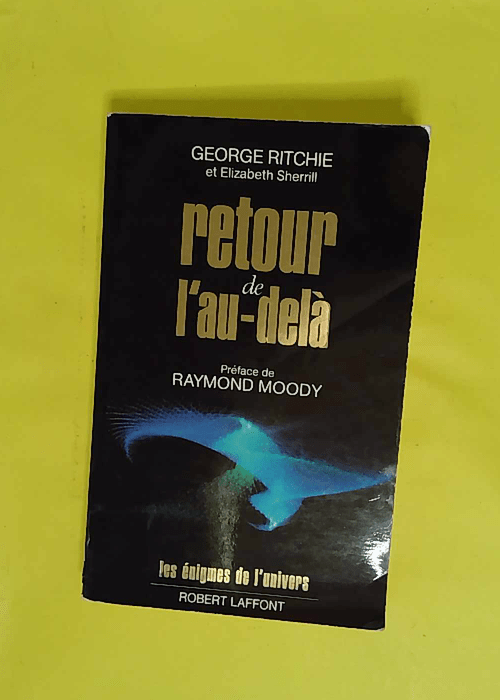 GEORGE RITCHIE
et Elizabeth Sherrill
retour
de
l'au-delà
Préface de
RAYMOND MOODY
les énigmes de l'univers
ROBERT LAFFONT